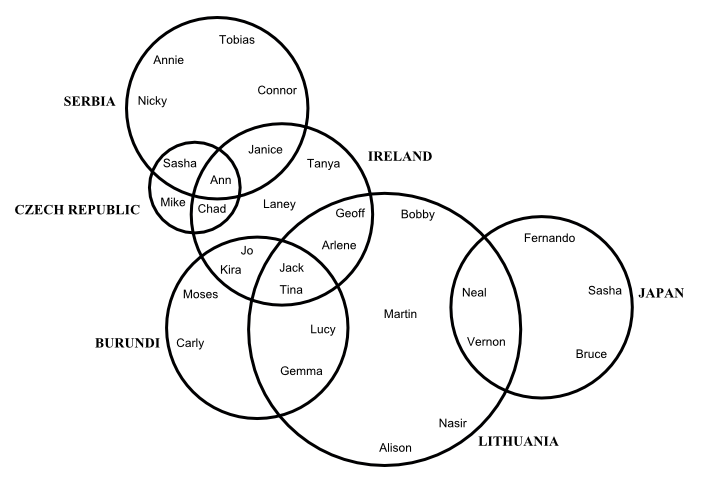 Tobias
Annie
Connor
SERBIA
Nicky
Janice
IRELAND
Sasha
Tanya
Ann
CZECH REPUBLIC
Mike
Chad
Laney
Geoff
Bobby
Arlene
Fernando
Jo
Kira
Jack
Tina
Moses
Neal
Sasha
JAPAN
Martin
Lucy
BURUNDI
Carly
Vernon
Bruce
Gemma
Nasir
Alison
LITHUANIA